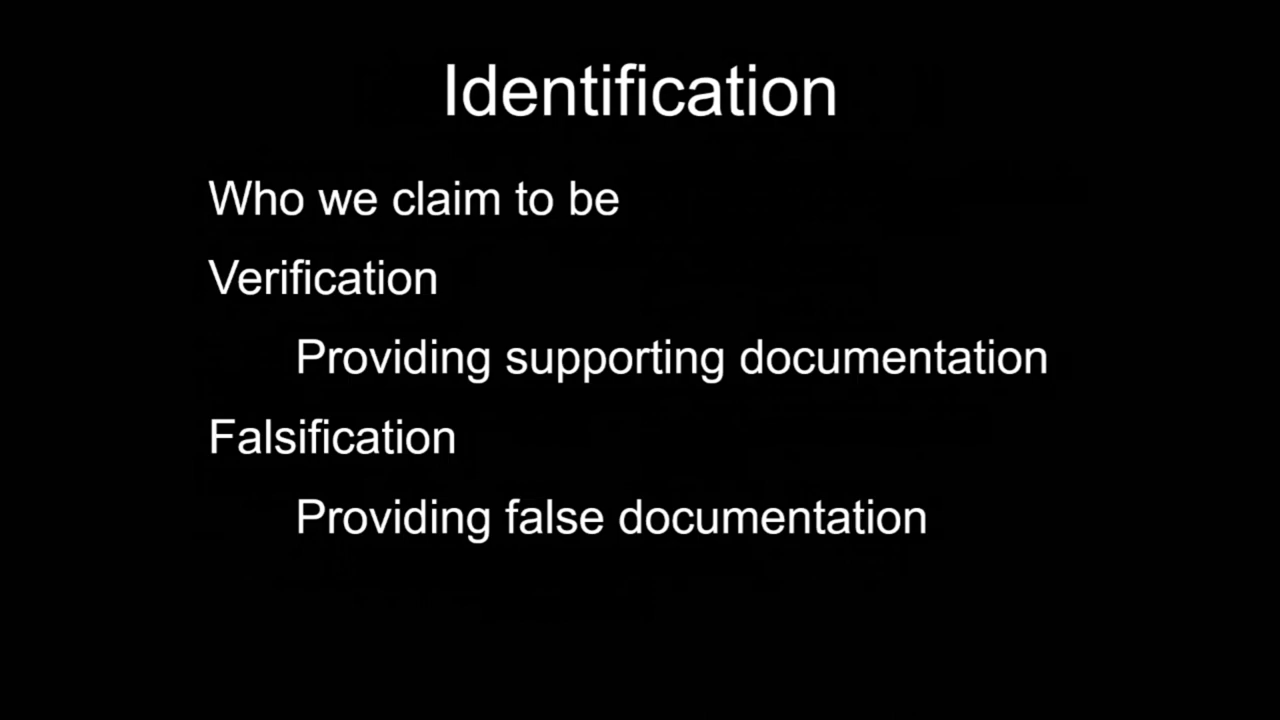 Identification
Who we claim to be
Verification
Providing supporting documentation
Falsification
Providing false documentation